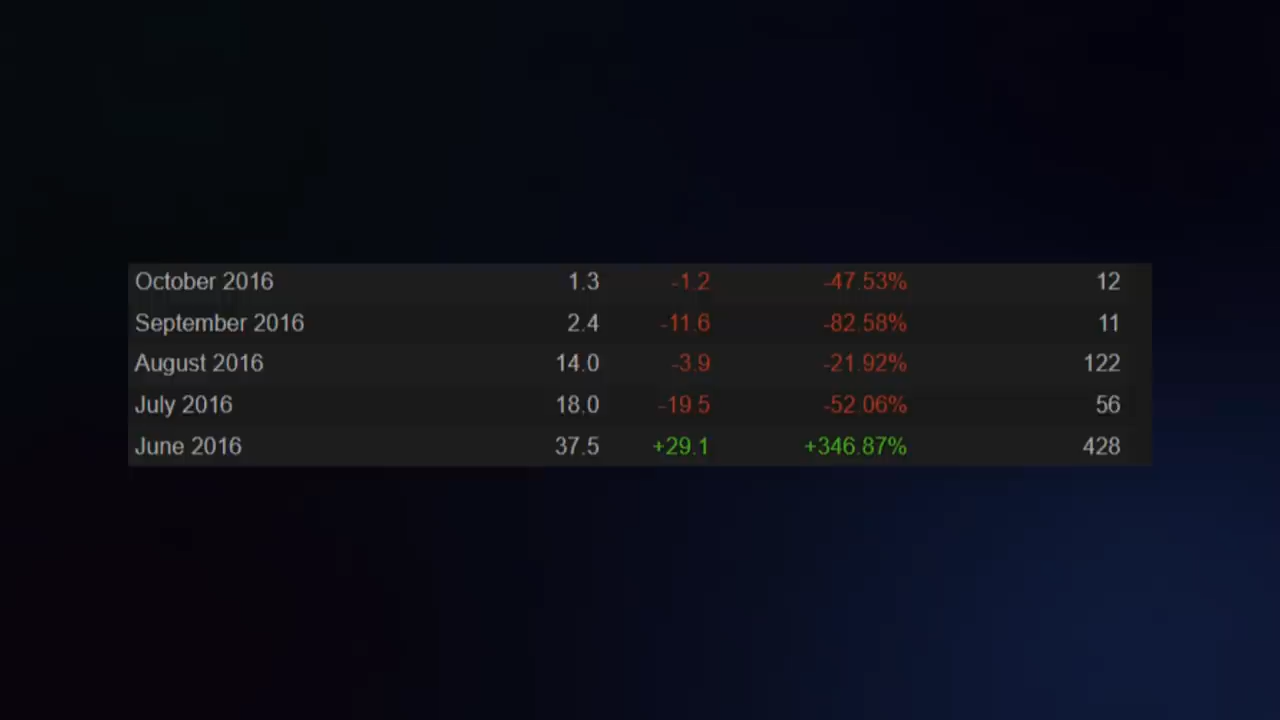 October 2016 1.3 -1.2 -47.53% 12
September 2016 2.4 -11.6 -82.58% 11
August 2016 14.0 -3.9 -21.92% 122
July 2016 18.0 -19.5 -52.06% 56
June 2016 37.5 +29.1 +346.87% 428